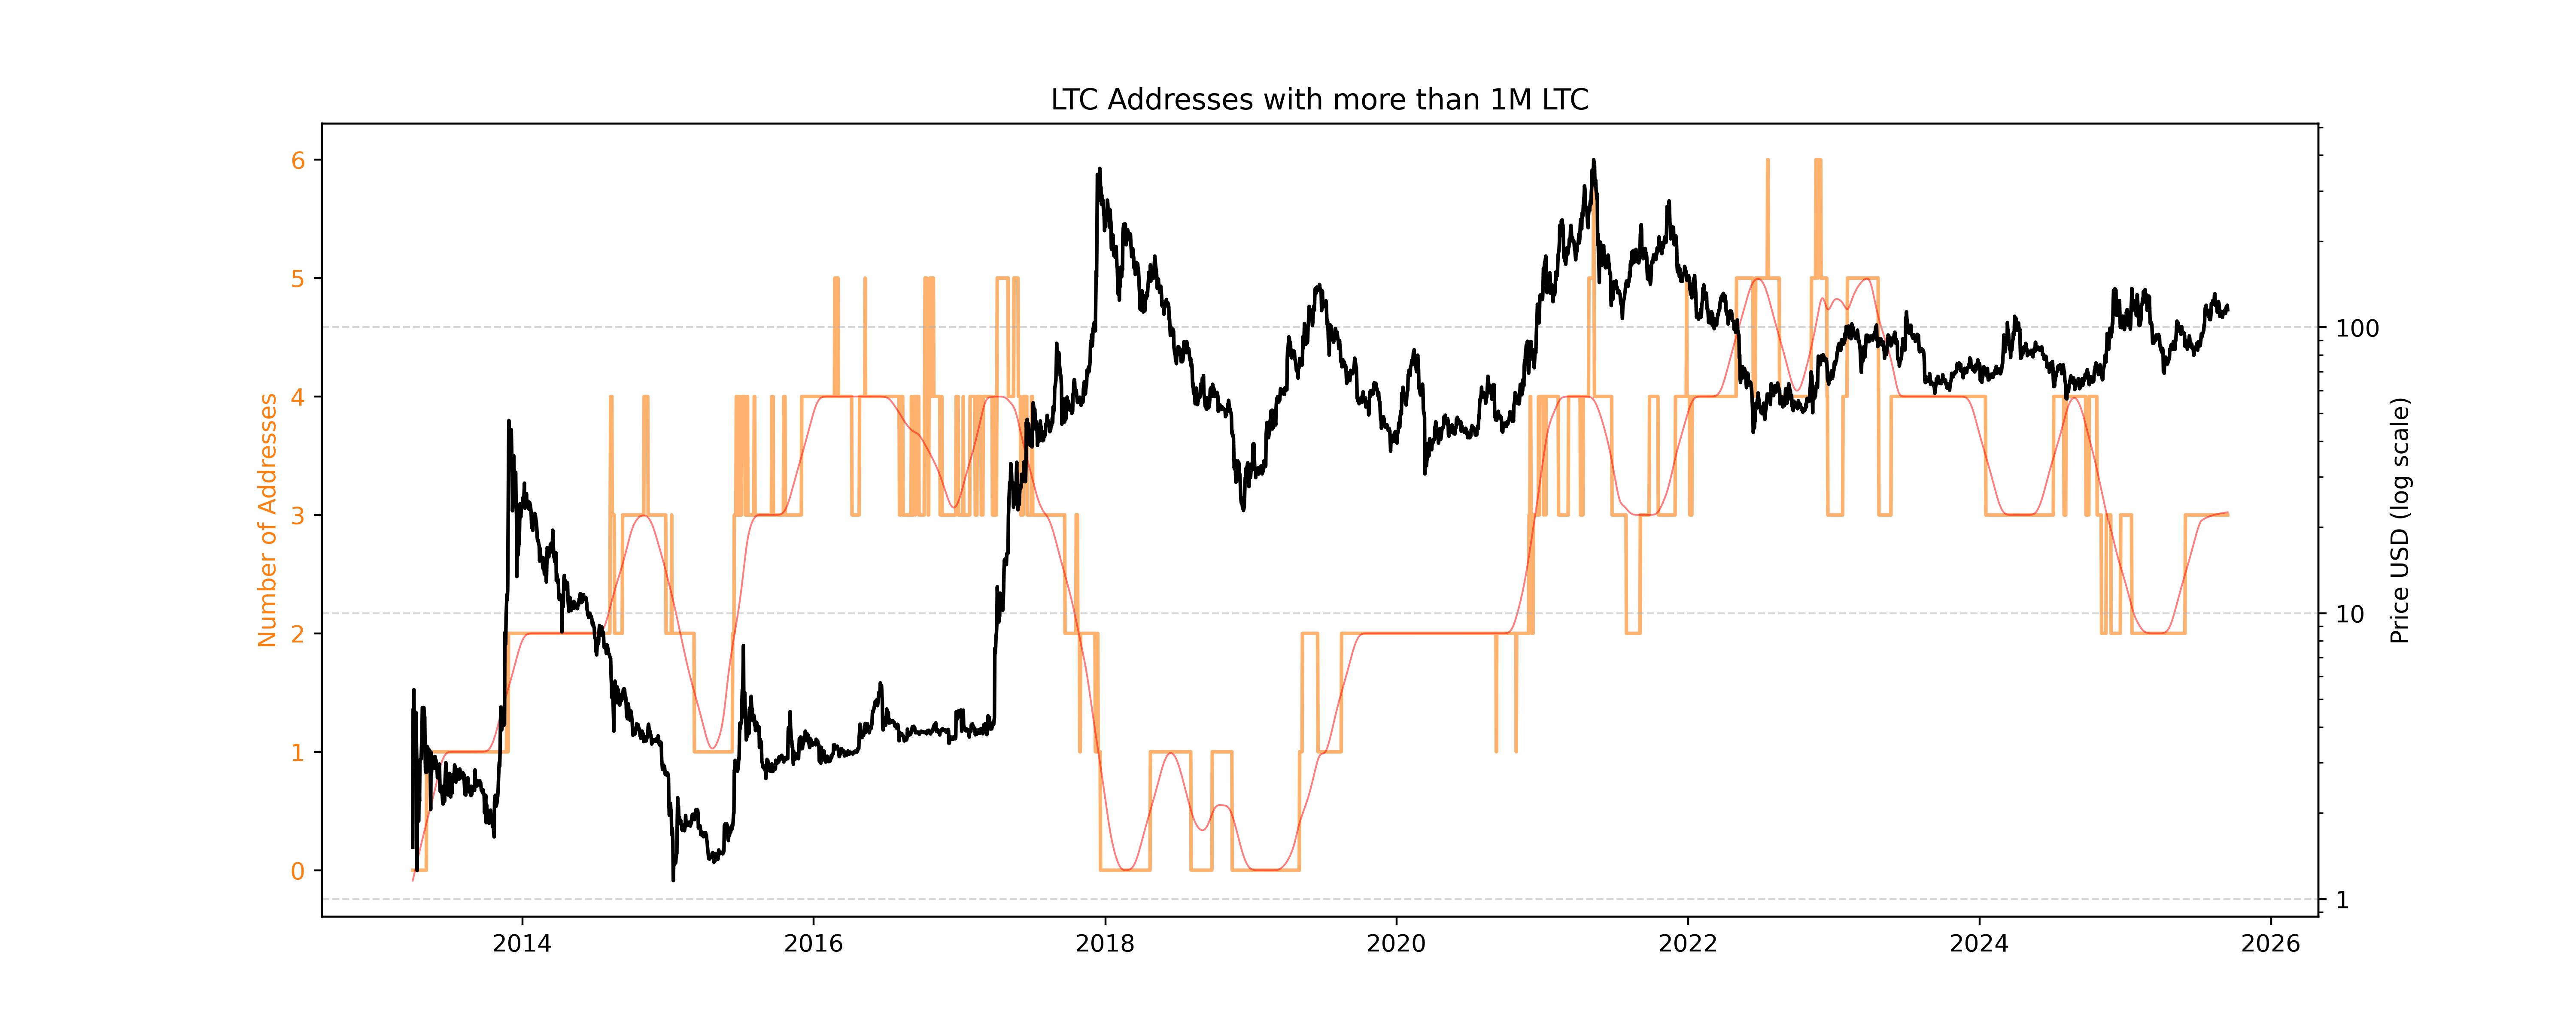 LTC Addresses with more than 1M LTC
Number of Addresses
6
5
4
3
2
1
0
100
10
1
Price USD (log scale)
2014 2016 2018 2020 2022 2024 2026